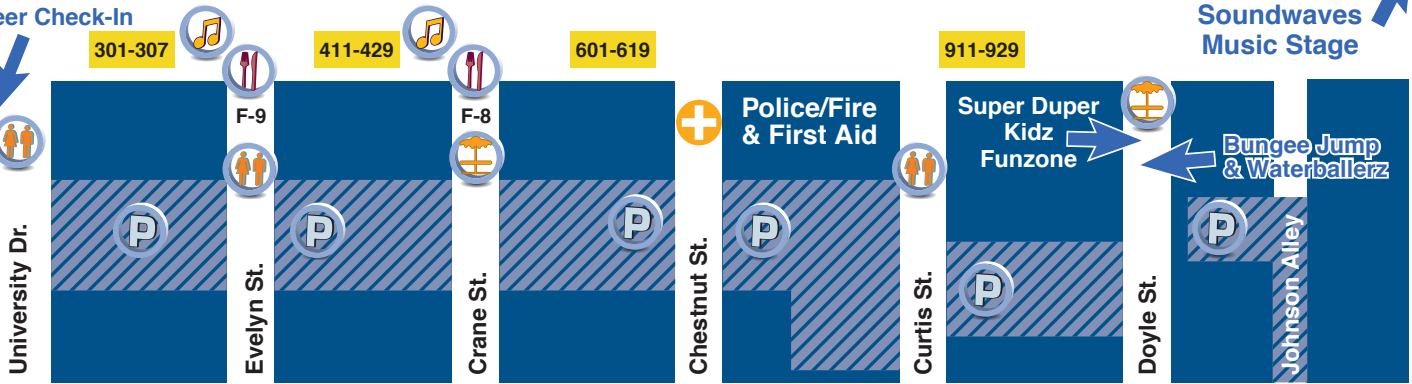 eer Check-In
301-307
411-429
601-619
911-929
Soundwaves
Music Stage
F-9
F-8
Police/Fire
& First Aid
Super Duper
Kidz
Funzone
Bungee Jump
& Waterballerz
P
P
P
P
P
P
University Dr.
Evelyn St.
Crane St.
Chestnut St.
Curtis St.
Doyle St.
Johnson Alley